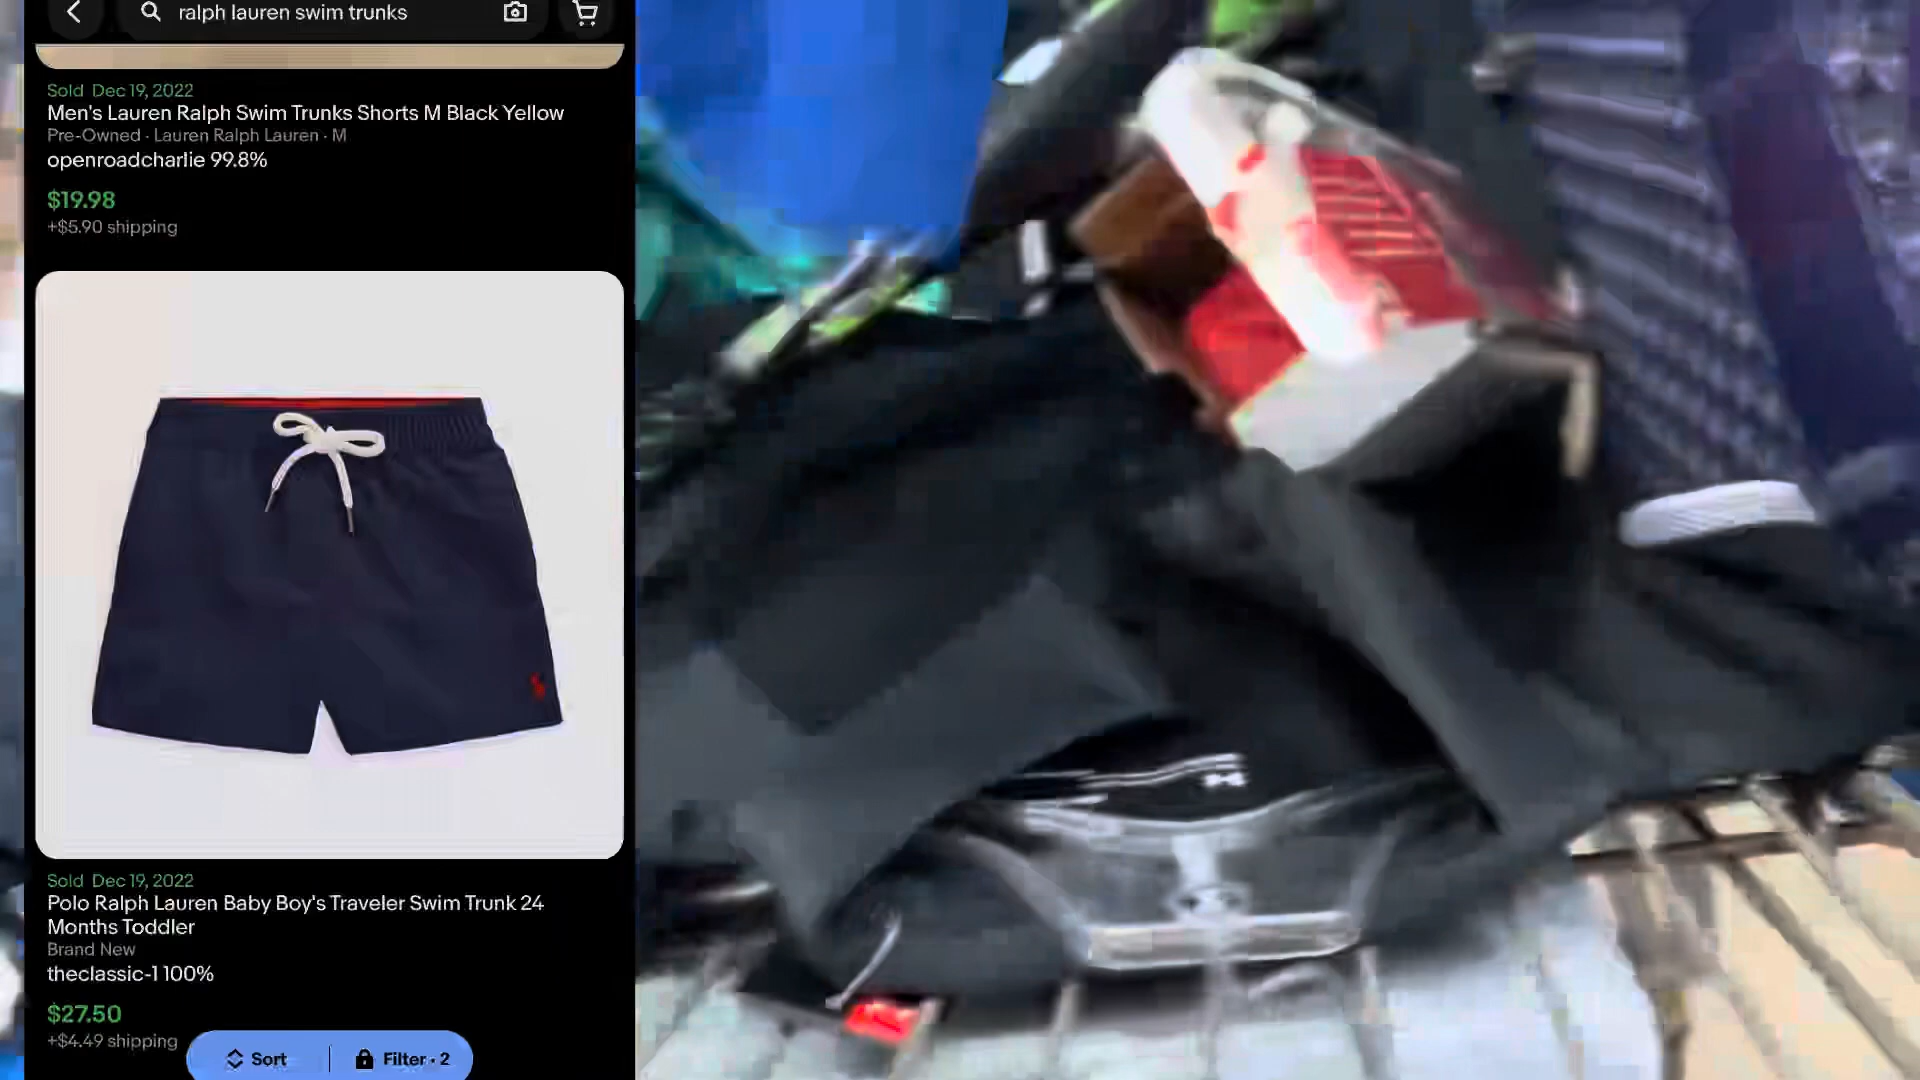 ralph lauren swim trunks
Sold Dec 19, 2022
Men's Lauren Ralph Swim Trunks Shorts M Black Yellow
Pre-Owned · Lauren Ralph Lauren · M
openroadcharlie 99.8%
$19.98
+$5.90 shipping
Sold Dec 19, 2022
Polo Ralph Lauren Baby Boy's Traveler Swim Trunk 24
Months Toddler
Brand New
theclassic-1 100%
$27.50
+$4.49 shipping
Sort
Filter · 2